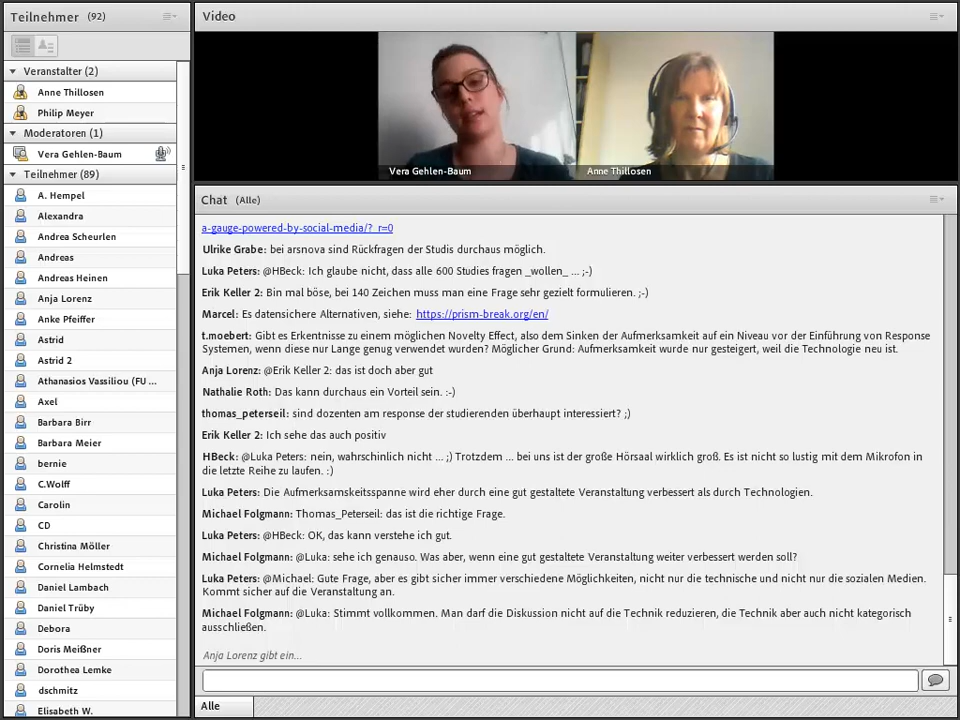 Teilnehmer (92)
Veranstalter (2)
Anne Thillosen
Philip Meyer
Moderatoren (1)
Vera Gehlen-Baum
Teilnehmer (89)
A. Hempel
Alexandra
Andrea Scheurlen
Andreas
Andreas Heinen
Anja Lorenz
Anke Pfeiffer
Astrid
Astrid 2
Athanasios Vassiliou (FU ...
Axel
Barbara Birr
Barbara Meier
bernie
C.Wolff
Carolin
CD
Christina Möller
Cornelia Helmstedt
Daniel Lambach
Daniel Trüby
Debora
Doris Meißner
Dorothea Lemke
dschmitz
Elisabeth W.
Video
Vera Gehlen-Baum
Anne Thillosen
Chat (Alle)
a-gauge-powered-by-social-media/?_r=0
Ulrike Grabe: bei arsnova sind Rückfragen der Studis durchaus möglich.
Luka Peters: @HBeck: Ich glaube nicht, dass alle 600 Studies fragen _wollen_ ... ;-)
Erik Keller 2: Bin mal böse, bei 140 Zeichen muss man eine Frage sehr gezielt formulieren. ;-)
Marcel: Es datensichere Alternativen, siehe: https://prism-break.org/en/
t.moebert: Gibt es Erkentnisse zu einem möglichen Novelty Effect, also dem Sinken der Aufmerksamkeit auf ein Niveau vor der Einführung von Response
Systemen, wenn diese nur Lange genug verwendet wurden? Möglicher Grund: Aufmerksamkeit wurde nur gesteigert, weil die Technologie neu ist.
Anja Lorenz: @Erik Keller 2: das ist doch aber gut
Nathalie Roth: Das kann durchaus ein Vorteil sein. :-)
thomas_peterseil: sind dozenten am response der studierenden überhaupt interessiert? ;)
Erik Keller 2: Ich sehe das auch positiv
HBeck: @Luka Peters: nein, wahrschinlich nicht ... ;) Trotzdem ... bei uns ist der große Hörsaal wirklich groß. Es ist nicht so lustig mit dem Mikrofon in
die letzte Reihe zu laufen. :)
Luka Peters: Die Aufmerksamskeitsspanne wird eher durch eine gut gestaltete Veranstaltung verbessert als durch Technologien.
Michael Folgmann: Thomas_Peterseil: das ist die richtige Frage.
Luka Peters: @HBeck: OK, das kann verstehe ich gut.
Michael Folgmann: @Luka: sehe ich genauso. Was aber, wenn eine gut gestaltete Veranstaltung weiter verbessert werden soll?
Luka Peters: @Michael: Gute Frage, aber es gibt sicher immer verschiedene Möglichkeiten, nicht nur die technische und nicht nur die sozialen Medien.
Kommt sicher auf die Veranstaltung an.
Michael Folgmann: @Luka: Stimmt vollkommen. Man darf die Diskussion nicht auf die Technik reduzieren, die Technik aber auch nicht kategorisch
ausschließen.
Anja Lorenz gibt ein...
Alle